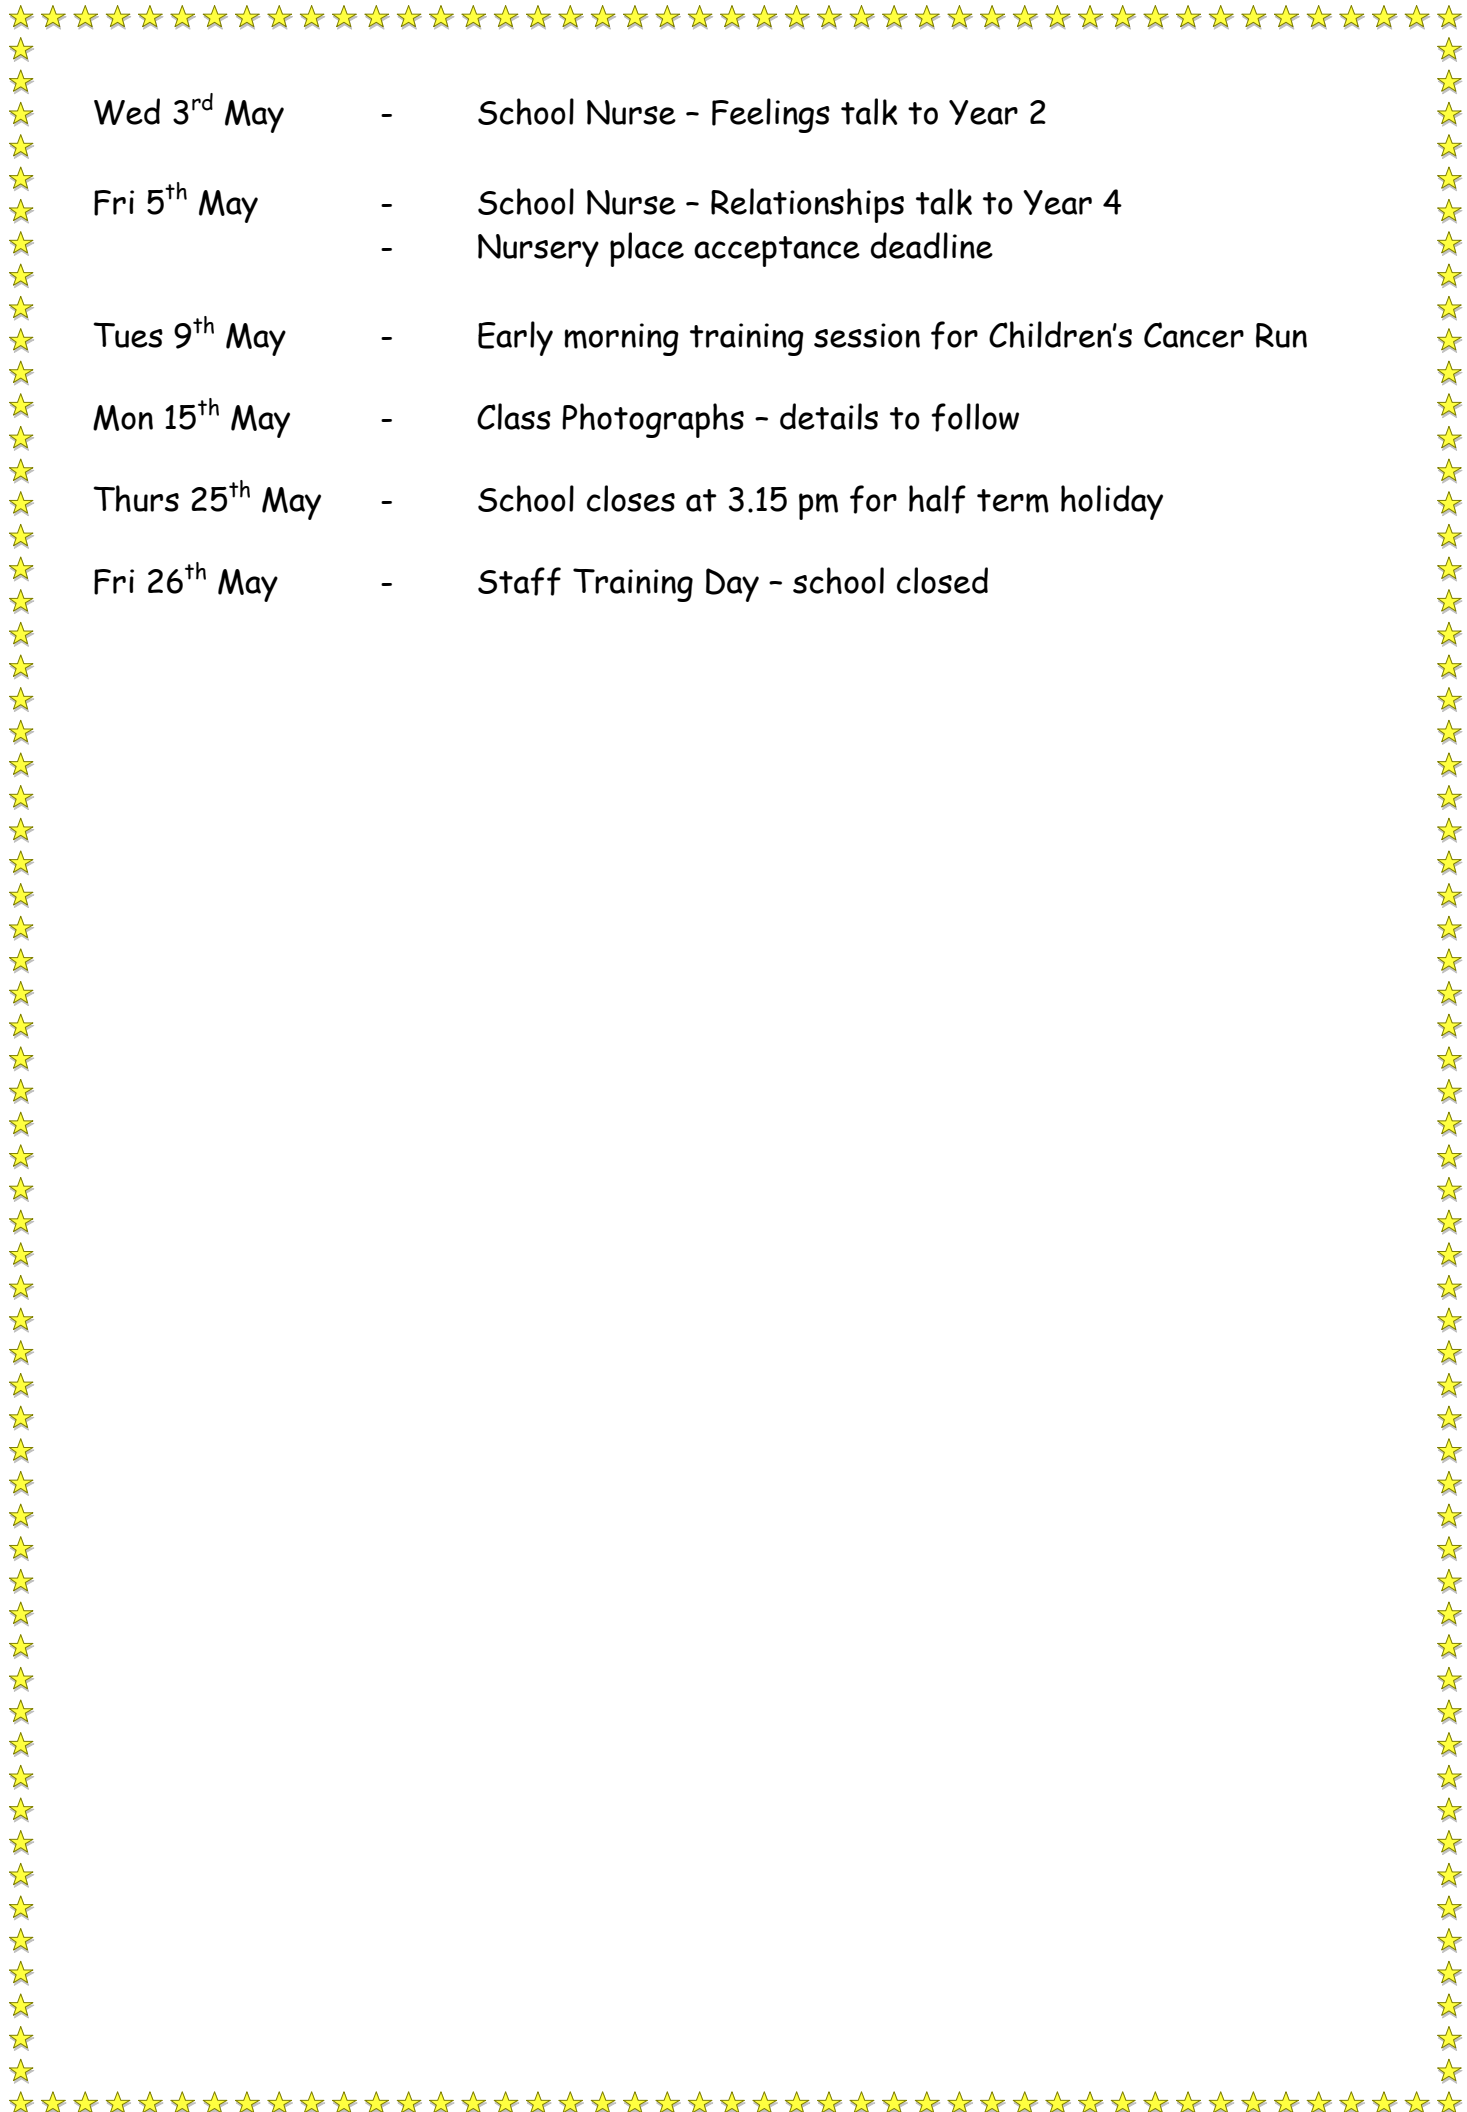 Wed 3rd May - School Nurse – Feelings talk to Year 2
Fri 5th May - School Nurse – Relationships talk to Year 4
- Nursery place acceptance deadline
Tues 9th May - Early morning training session for Children’s Cancer Run
Mon 15th May - Class Photographs – details to follow
Thurs 25th May - School closes at 3.15 pm for half term holiday
Fri 26th May - Staff Training Day – school closed